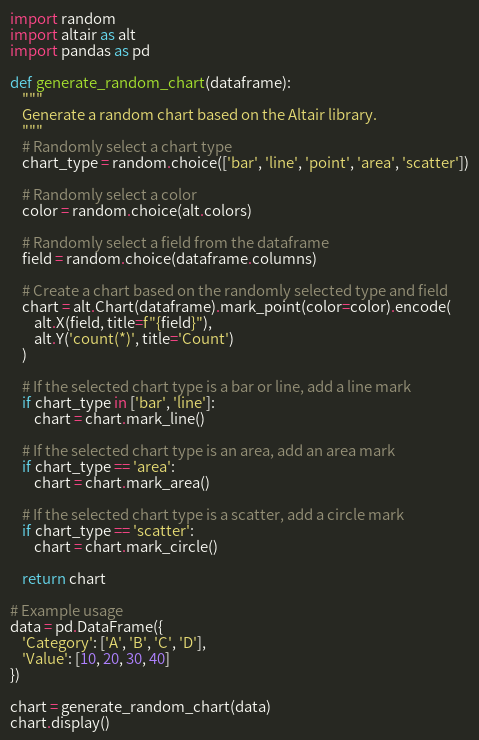 import random
import altair as alt
import pandas as pd

def generate_random_chart(dataframe):
    """
    Generate a random chart based on the Altair library.
    """
    # Randomly select a chart type
    chart_type = random.choice(['bar', 'line', 'point', 'area', 'scatter'])

    # Randomly select a color
    color = random.choice(alt.colors)

    # Randomly select a field from the dataframe
    field = random.choice(dataframe.columns)

    # Create a chart based on the randomly selected type and field
    chart = alt.Chart(dataframe).mark_point(color=color).encode(
        alt.X(field, title=f"{field}"),
        alt.Y('count(*)', title='Count')
    )

    # If the selected chart type is a bar or line, add a line mark
    if chart_type in ['bar', 'line']:
        chart = chart.mark_line()

    # If the selected chart type is an area, add an area mark
    if chart_type == 'area':
        chart = chart.mark_area()

    # If the selected chart type is a scatter, add a circle mark
    if chart_type == 'scatter':
        chart = chart.mark_circle()

    return chart

# Example usage
data = pd.DataFrame({
    'Category': ['A', 'B', 'C', 'D'],
    'Value': [10, 20, 30, 40]
})

chart = generate_random_chart(data)
chart.display()